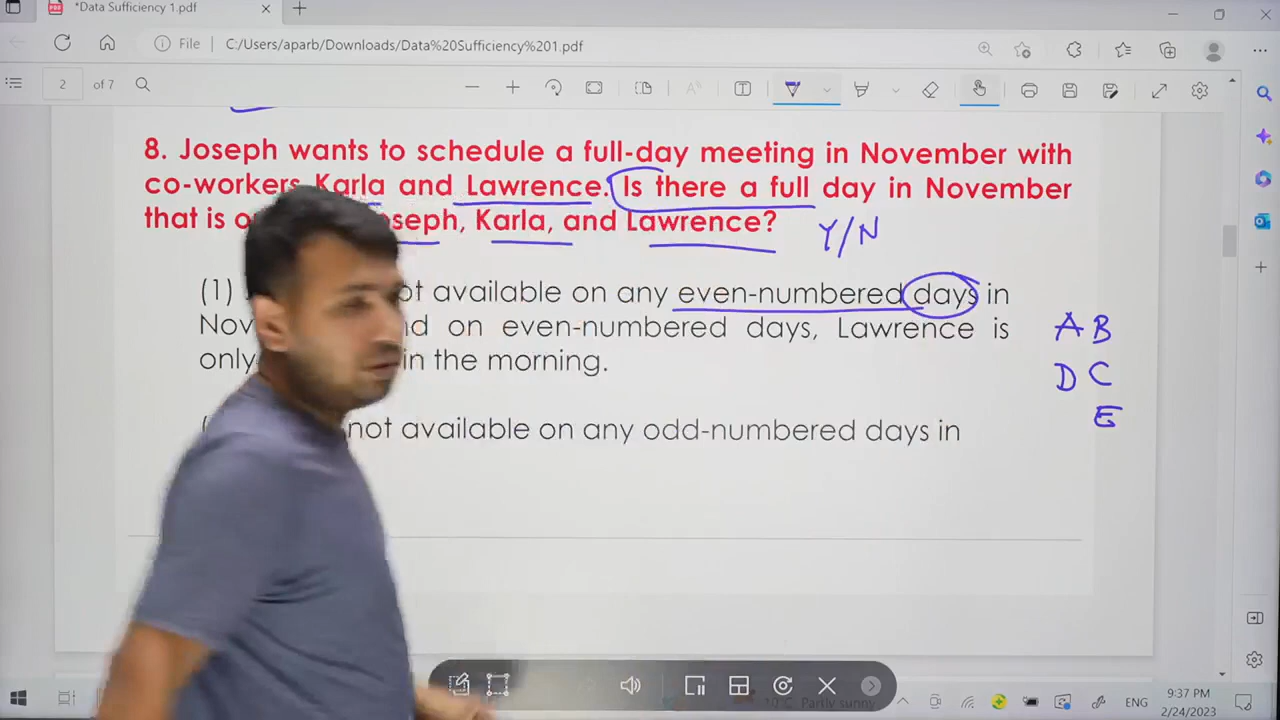 *Data Sufficiency 1.pdf
File C:/Users/aparb/Downloads/Data%20Sufficiency%201.pdf
2 of 7
8. Joseph wants to schedule a full-day meeting in November with
co-workers Karla and Lawrence. Is there a full day in November
that is Karla, and Lawrence? Y/N
(1) available on any even-numbered days in
on even-numbered days, Lawrence is
only in the morning.
not available on any odd-numbered days in
A B
D C
E
Partly sunny
ENG
9:37 PM
2/24/2023